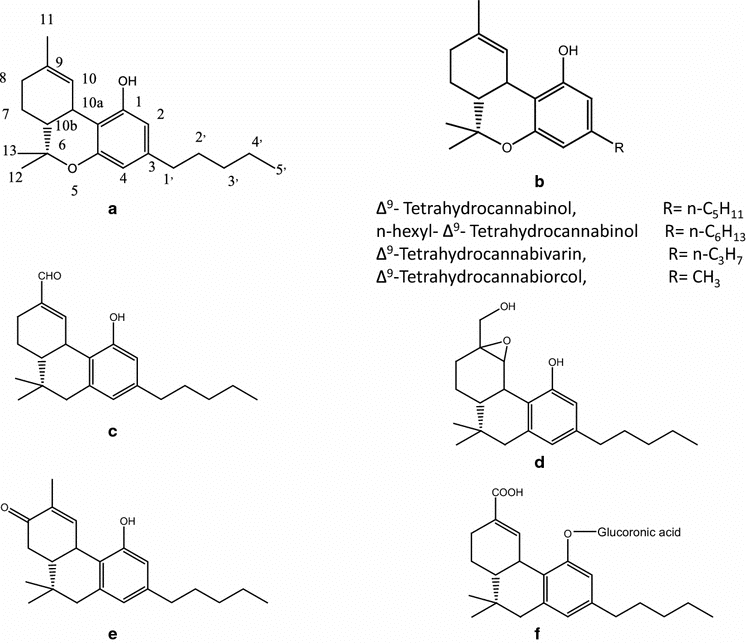 11
9
8
10
OH
10a
1
2
7
10b
2'
4'
13
6
3
12
O
5
4
1'
3'
5'
a
OH
O
R
b
Δ⁹- Tetrahydrocannabinol, R= n-C₅H₁₁
n-hexyl- Δ⁹- Tetrahydrocannabinol R= n-C₆H₁₃
Δ⁹-Tetrahydrocannabivarin, R= n-C₃H₇
Δ⁹-Tetrahydrocannabiorcol, R= CH₃
CHO
OH
c
OH
O
OH
d
O
OH
e
COOH
O
Glucoronic acid
f